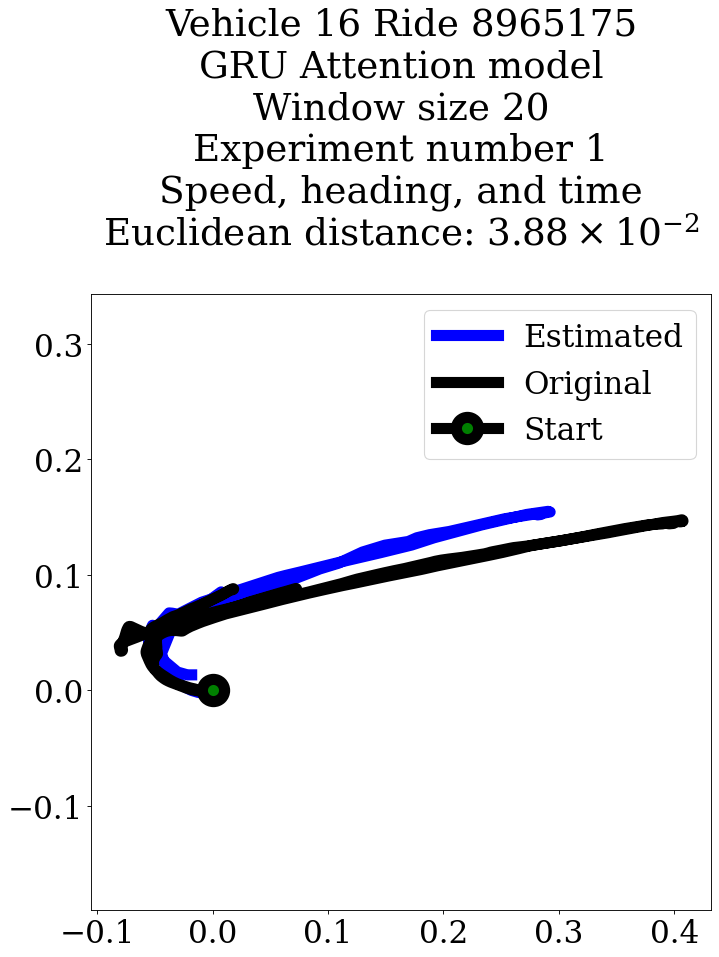 Vehicle 16 Ride 8965175
GRU Attention model
Window size 20
Experiment number 1
Speed, heading, and time
Euclidean distance: 3.88 × 10⁻²
Estimated
Original
Start
0.3
0.2
0.1
0.0
−0.1
−0.1 0.0 0.1 0.2 0.3 0.4